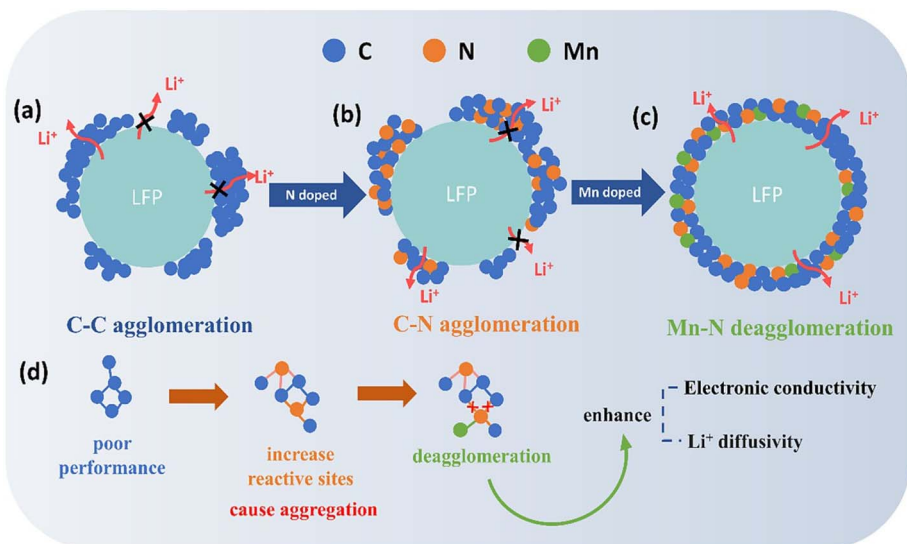 C N Mn
(a) (b) (c)
Li⁺ Li⁺ Li⁺
LFP
N doped
Li⁺ Li⁺ Li⁺
LFP
Mn doped
Li⁺ Li⁺ Li⁺
LFP
C-C agglomeration
C-N agglomeration
Mn-N deagglomeration
(d)
poor
performance
increase
reactive sites
cause aggregation
deagglomeration
enhance
Electronic conductivity
Li⁺ diffusivity